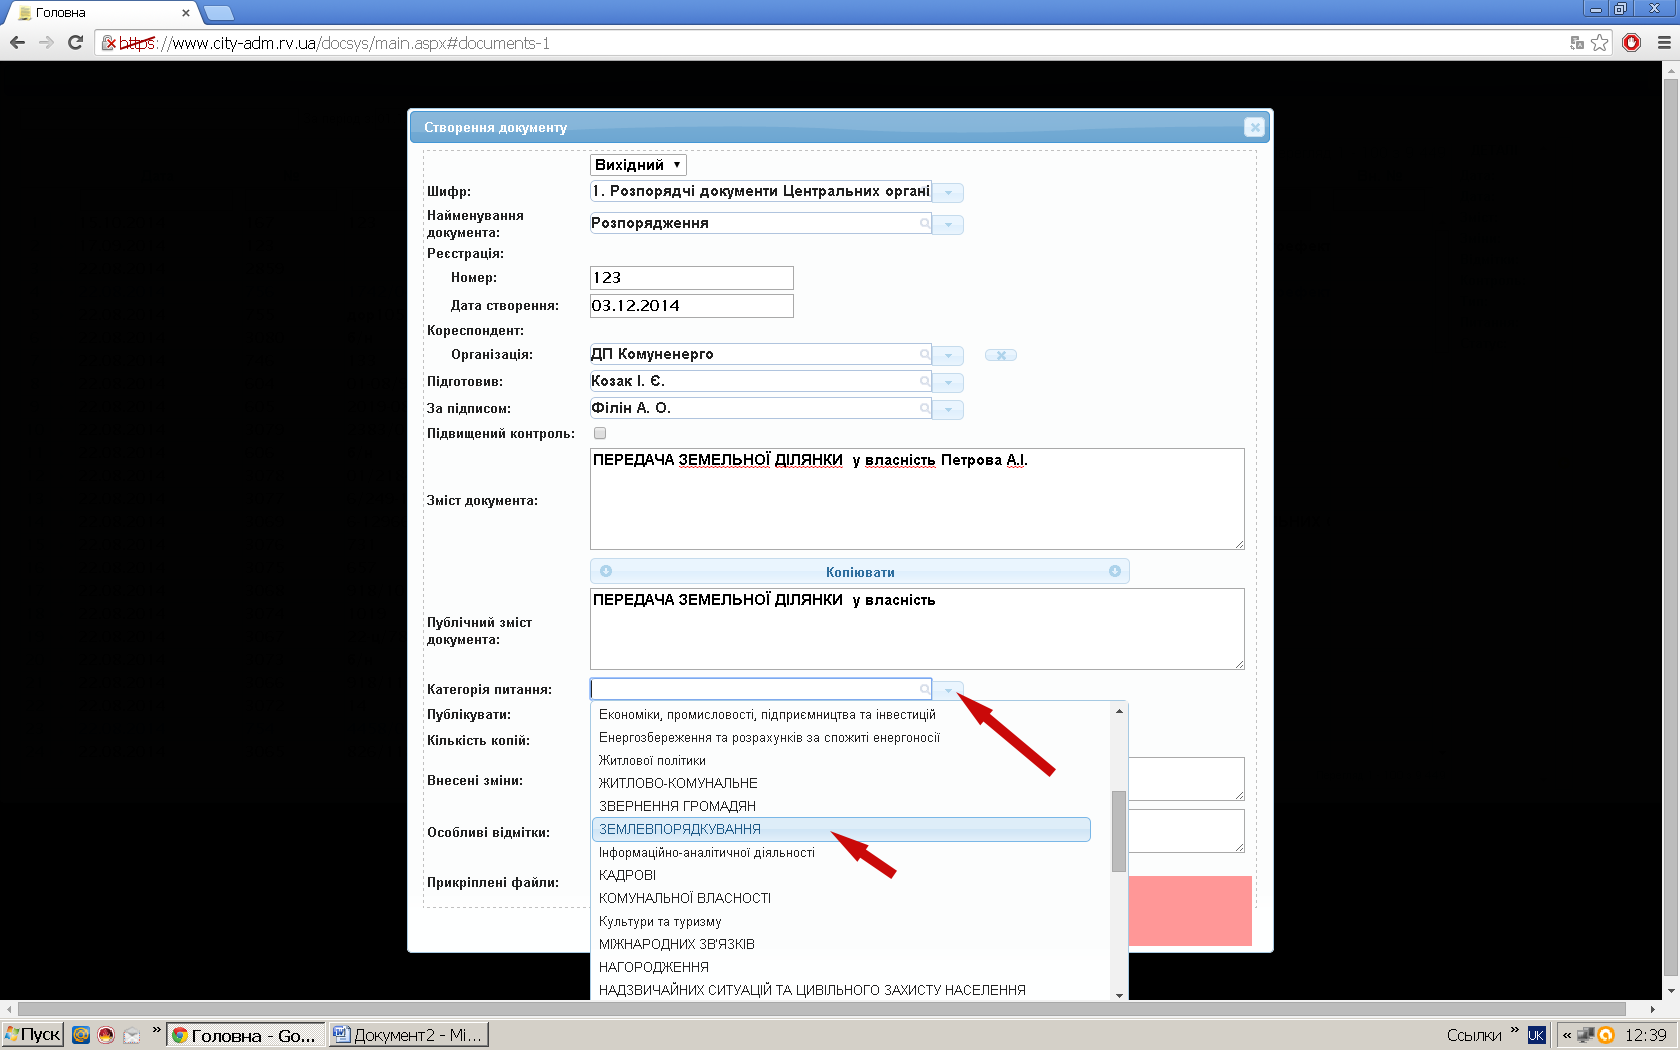 Головна
https://www.city-adm.rv.ua/docsys/main.aspx#documents-1
Створення документу
Вихідний
Шифр:
1. Розпорядчі документи Центральних органі
Найменування
документа:
Розпорядження
Реєстрація:
Номер:
123
Дата створення:
03.12.2014
Кореспондент:
Організація:
ДП Комуненерго
Підготовив:
Козак І. Є.
За підписом:
Філін А. О.
Підвищений контроль:
ПЕРЕДАЧА ЗЕМЕЛЬНОЇ ДІЛЯНКИ у власність Петрова А.І.
Зміст документа:
Копіювати
ПЕРЕДАЧА ЗЕМЕЛЬНОЇ ДІЛЯНКИ у власність
Публічний зміст
документа:
Категорія питання:
Публікувати:
Економіки, промисловості, підприємництва та інвестицій
Кількість копій:
Енергозбереження та розрахунків за спожиті енергоносії
Житлової політики
Внесені зміни:
ЖИТЛОВО-КОМУНАЛЬНЕ
ЗВЕРНЕННЯ ГРОМАДЯН
Особливі відмітки:
ЗЕМЛЕВПОРЯДКУВАННЯ
Інформаційно-аналітичної діяльності
Прикріплені файли:
КАДРОВІ
КОМУНАЛЬНОЇ ВЛАСНОСТІ
Культури та туризму
МІЖНАРОДНИХ ЗВ'ЯЗКІВ
НАГОРОДЖЕННЯ
НАДЗВИЧАЙНИХ СИТУАЦІЙ ТА ЦИВІЛЬНОГО ЗАХИСТУ НАСЕЛЕННЯ
Пуск
»
Головна - Go...
Документ2 - Mi...
Ссылки
»
UK
«
12:39